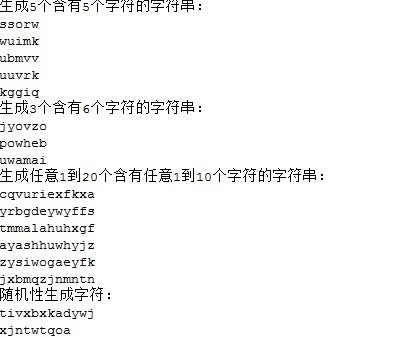 生成5个含有5个字符的字符串：
ssorw
wuimk
ubmvv
uuvrk
kggiq
生成3个含有6个字符的字符串：
jyovzo
powheb
uwamai
生成任意1到20个含有任意1到10个字符的字符串：
cqvuriexfkxa
yrbgdeywyffs
tmmalahuhxgf
ayashhuwhyjz
zysiwogaeyfk
jxbmqzjnmntn
随机性生成字符：
tivxbxkadywj
xjntwtqoa